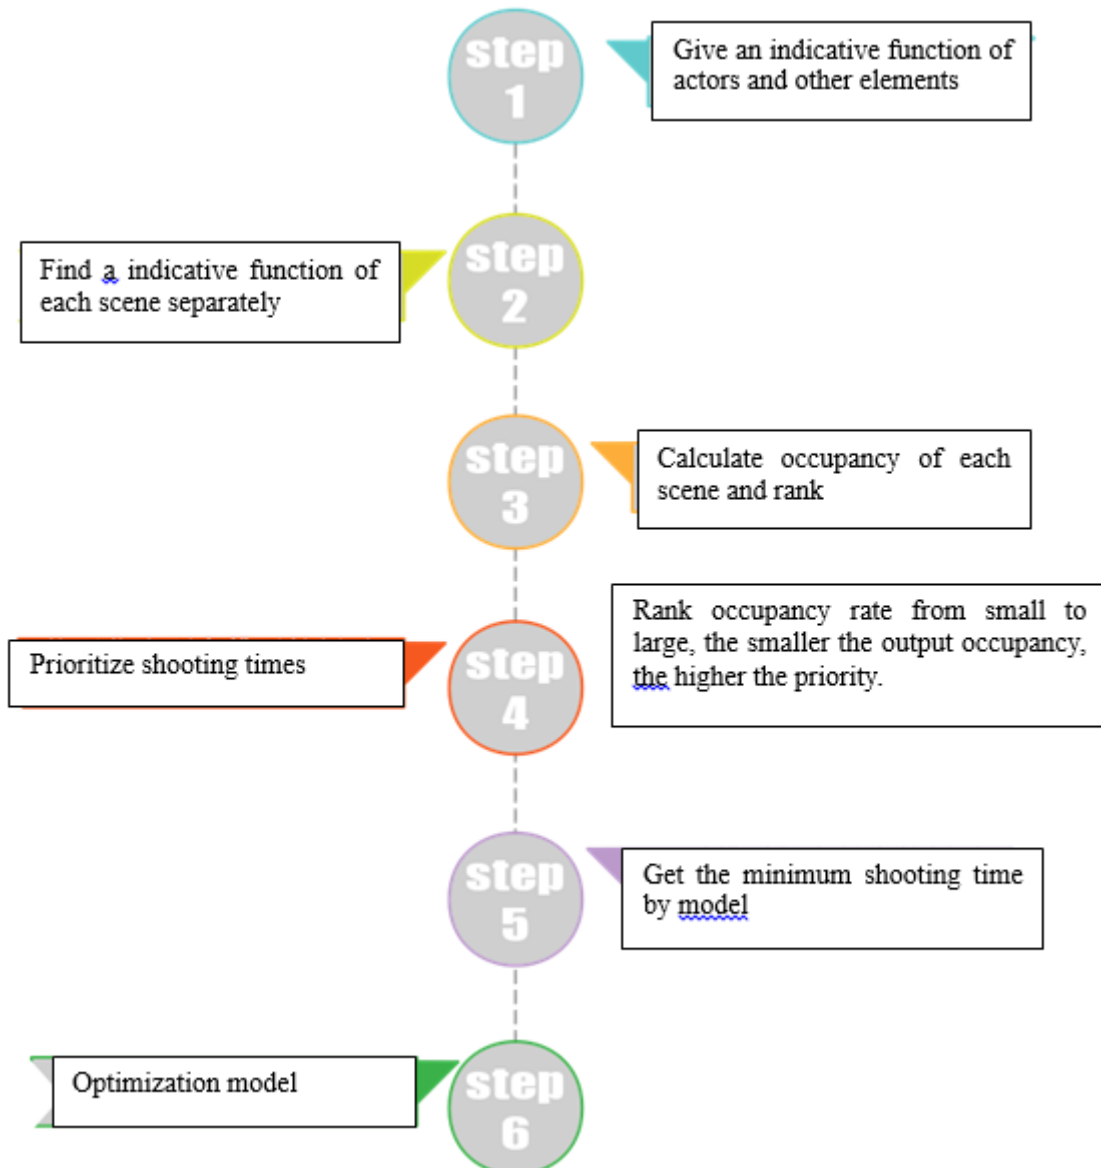 step
1
Give an indicative function of
actors and other elements
step
2
Find a indicative function of
each scene separately
step
3
Calculate occupancy of each
scene and rank
step
4
Prioritize shooting times
Rank occupancy rate from small to
large, the smaller the output occupancy,
the higher the priority.
step
5
Get the minimum shooting time
by model
step
6
Optimization model